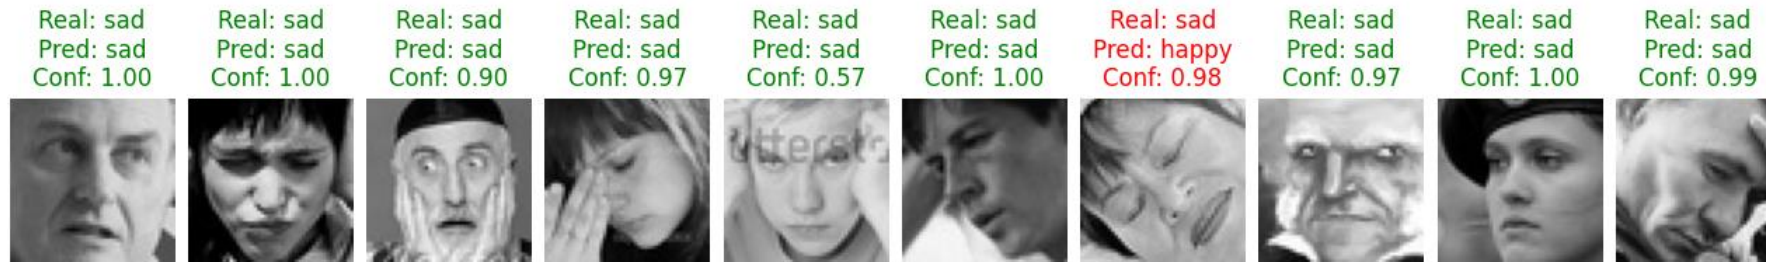 Real: sad
Pred: sad
Conf: 1.00
Real: sad
Pred: sad
Conf: 1.00
Real: sad
Pred: sad
Conf: 0.90
Real: sad
Pred: sad
Conf: 0.97
Real: sad
Pred: sad
Conf: 0.57
utterst
Real: sad
Pred: sad
Conf: 1.00
Real: sad
Pred: happy
Conf: 0.98
Real: sad
Pred: sad
Conf: 0.97
Real: sad
Pred: sad
Conf: 1.00
Real: sad
Pred: sad
Conf: 0.99